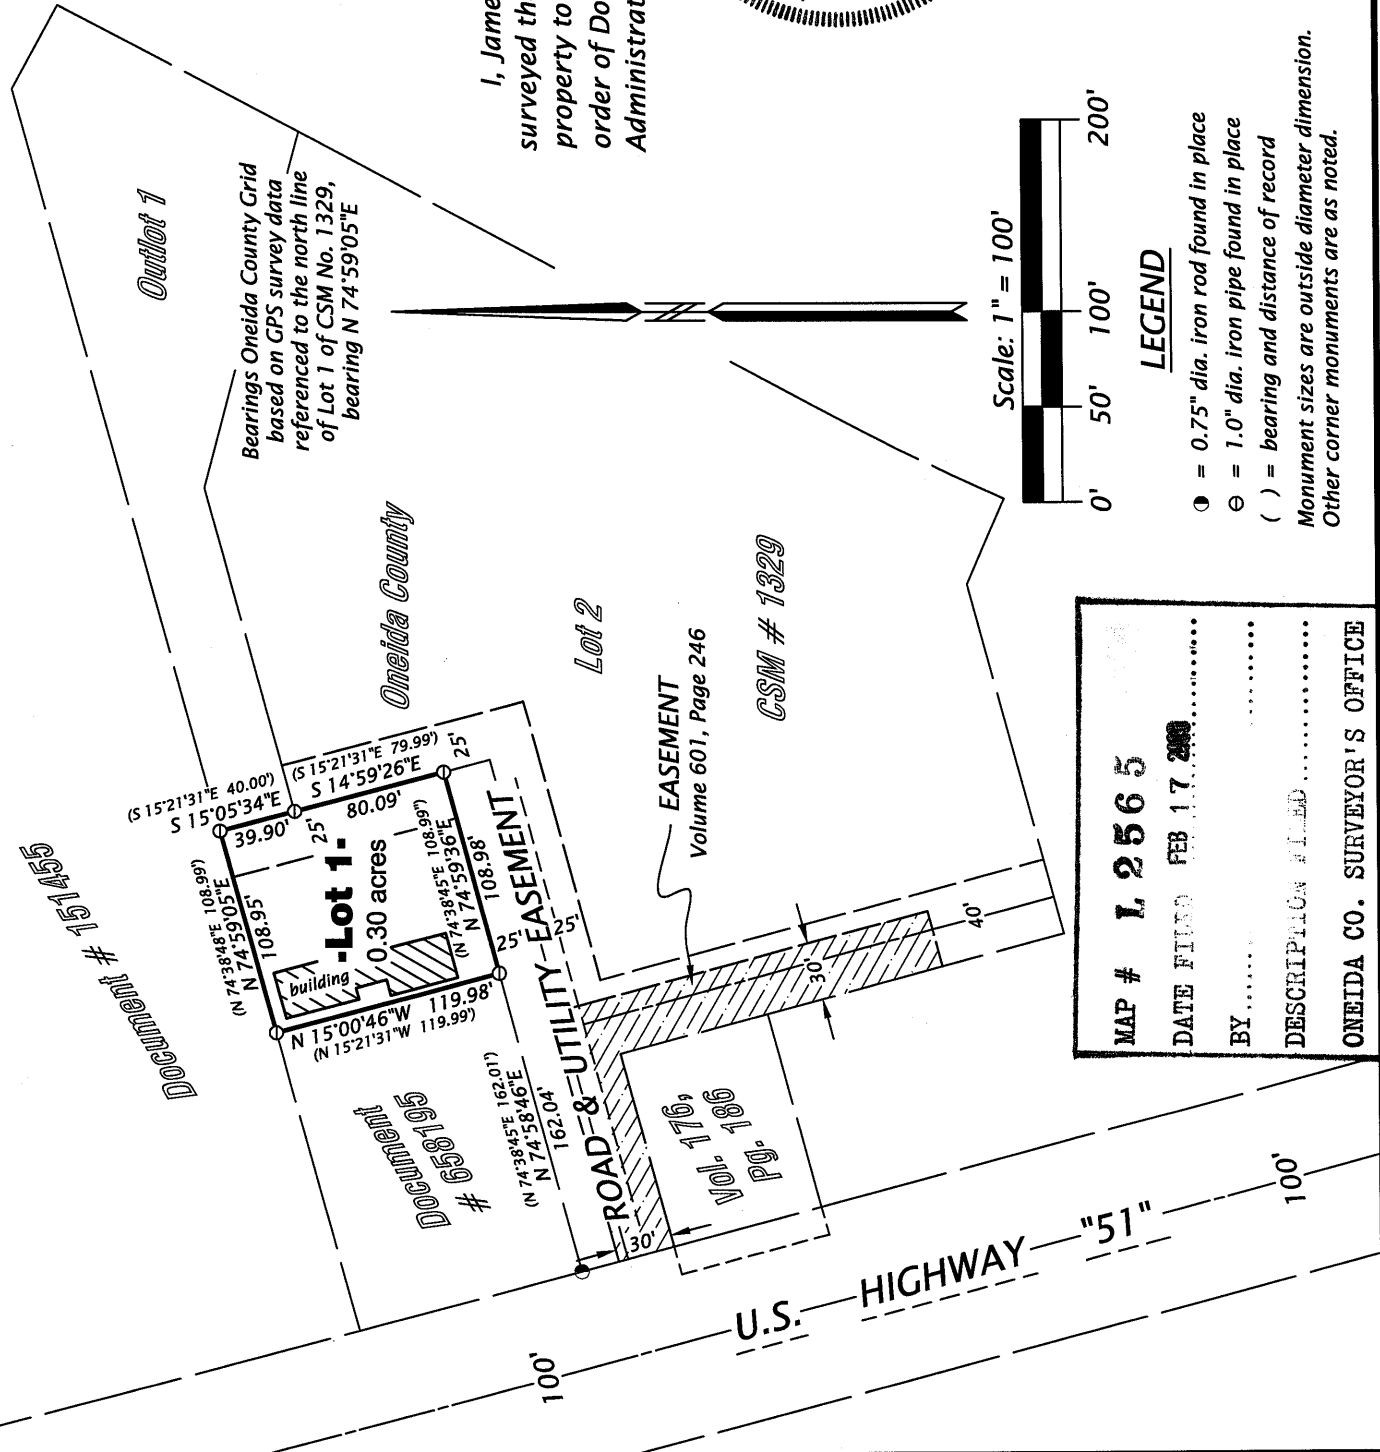 I, Jame
surveyed th
property to
order of Do
Administrat
Outlot 1
Bearings Oneida County Grid
based on GPS survey data
referenced to the north line
of Lot 1 of CSM No. 1329,
bearing N 74°59'05"E
Document # 151455
(S 15°21'31"E 40.00')
S 15°05'34"E
39.90'
(S 15°21'31"E 79.99')
S 14°59'26"E
80.09'
25'
25'
(N 74°38'48"E 108.99')
N 74°59'05"E
108.95'
Lot 1
0.30 acres
building
(N 74°38'45"E 108.99')
N 74°59'36"E
108.98'
N 15°00'46"W 119.98'
(N 15°21'31"W 119.99')
Oneida County
Lot 2
CSM # 1329
EASEMENT
Volume 601, Page 246
Document
# 658195
(N 74°38'45"E 162.01')
N 74°58'46"E
162.04'
25'
25'
ROAD & UTILITY EASEMENT
30'
30'
40'
Vol. 176,
Pg. 186
100'
U.S. HIGHWAY "51"
100'
Scale: 1" = 100'
0' 50' 100' 200'
LEGEND
= 0.75" dia. iron rod found in place
= 1.0" dia. iron pipe found in place
( ) = bearing and distance of record
Monument sizes are outside diameter dimension.
Other corner monuments are as noted.
MAP # L 2565
DATE FILED FEB 17
BY
DESCRIPTION FILED
ONEIDA CO. SURVEYOR'S OFFICE